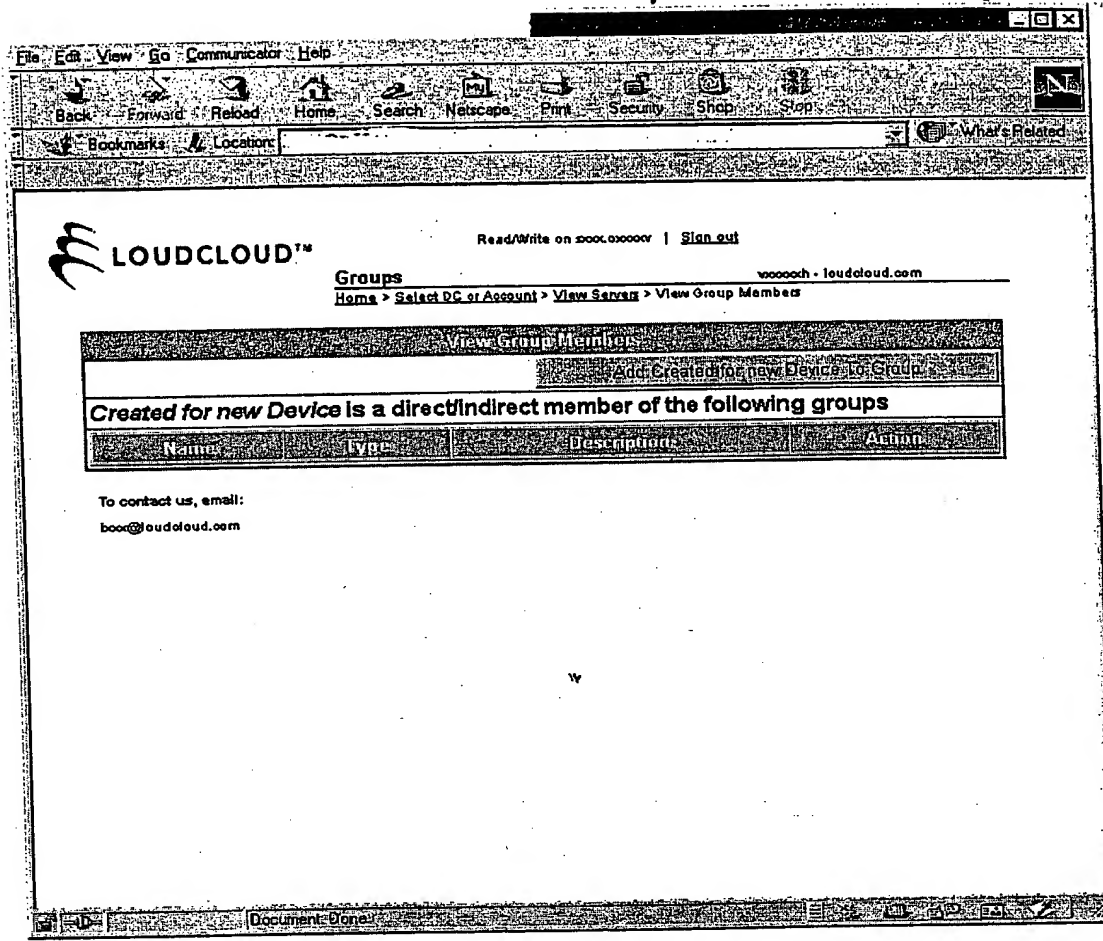 File Edit View Go Communicator Help
Back Forward Reload Home Search Netscape Print Security Shop Stop
Bookmarks Location: What's Related
LOUDCLOUD™
Read/Write on | Sign out
Groups - loudcloud.com
Home > Select DC or Account > View Servers > View Group Members
View Group Members
Add Created for new Device To Group
Created for new Device is a direct/indirect member of the following groups
Name Type Description Action
To contact us, email:
@loudcloud.com
Document: Done